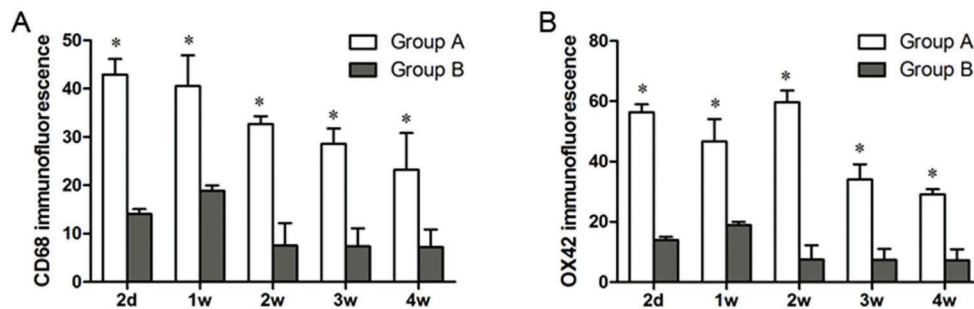 A
CD68 immunofluorescence
50
40
30
20
10
0
* * * * *
Group A
Group B
2d 1w 2w 3w 4w
B
OX42 immunofluorescence
80
60
40
20
0
* * * * *
Group A
Group B
2d 1w 2w 3w 4w